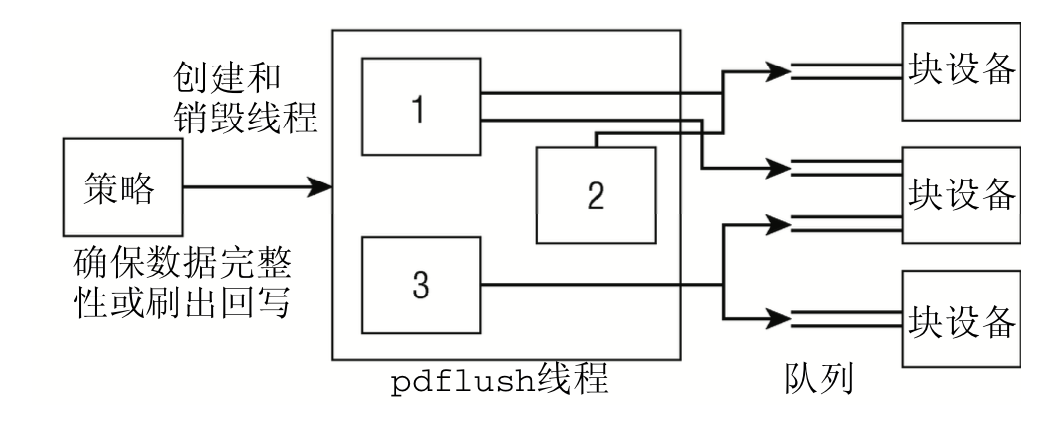 创建和
销毁线程
策略
确保数据完整
性或刷出回写
1
2
3
pdflush线程
块设备
块设备
块设备
队列